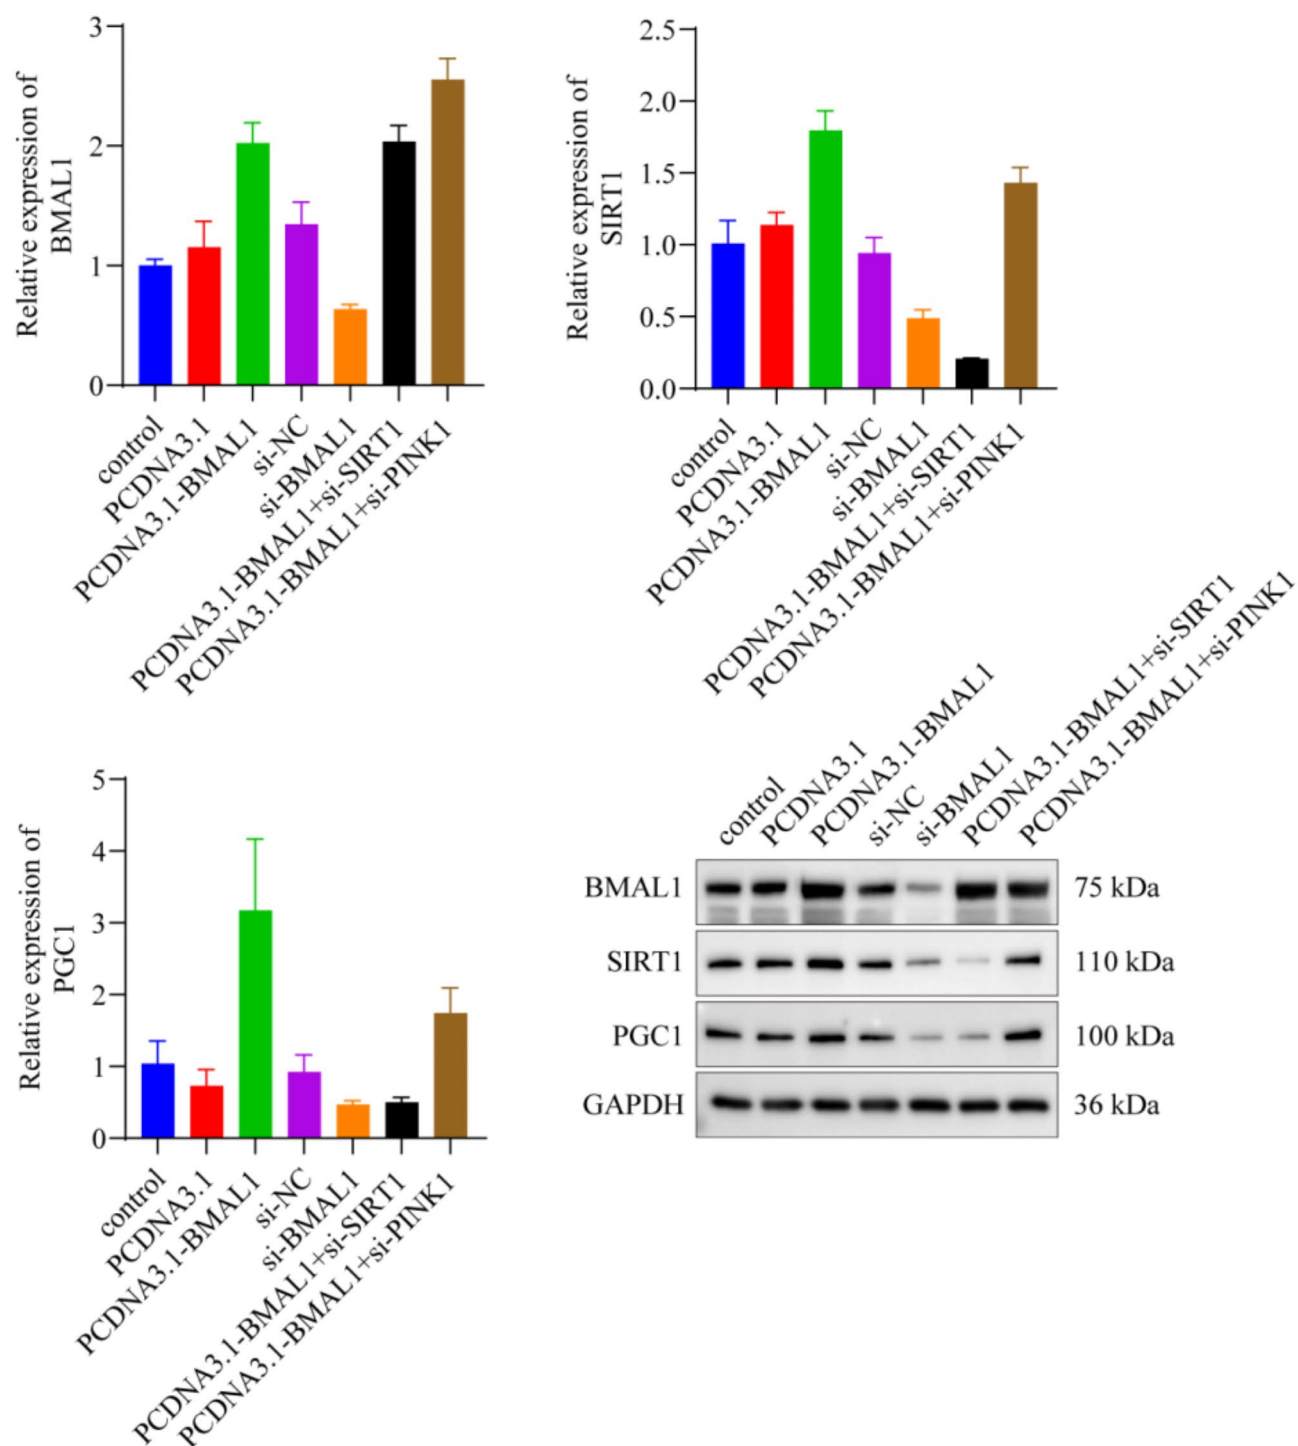 Relative expression of
BMAL1
3
2
1
0
control
PCDNA3.1
PCDNA3.1-BMAL1
si-NC
si-BMAL1
PCDNA3.1-BMAL1+si-SIRT1
PCDNA3.1-BMAL1+si-PINK1
Relative expression of
SIRT1
2.5
2.0
1.5
1.0
0.5
0.0
control
PCDNA3.1
PCDNA3.1-BMAL1
si-NC
si-BMAL1
PCDNA3.1-BMAL1+si-SIRT1
PCDNA3.1-BMAL1+si-PINK1
Relative expression of
PGC1
5
4
3
2
1
0
control
PCDNA3.1
PCDNA3.1-BMAL1
si-NC
si-BMAL1
PCDNA3.1-BMAL1+si-SIRT1
PCDNA3.1-BMAL1+si-PINK1
control
PCDNA3.1
PCDNA3.1-BMAL1
si-NC
si-BMAL1
PCDNA3.1-BMAL1+si-SIRT1
PCDNA3.1-BMAL1+si-PINK1
BMAL1 75 kDa
SIRT1 110 kDa
PGC1 100 kDa
GAPDH 36 kDa